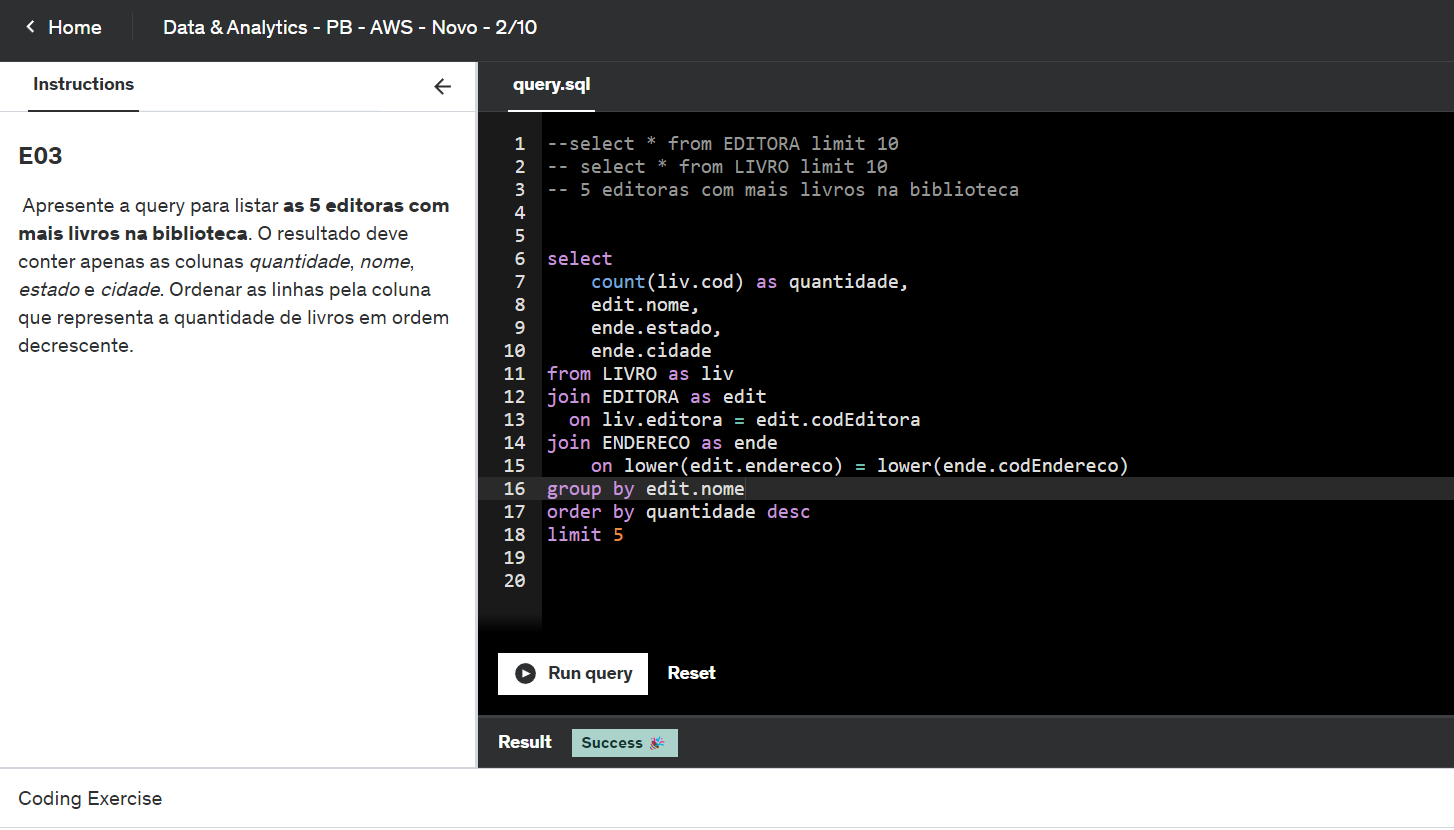 Home
Data & Analytics - PB - AWS - Novo - 2/10
Instructions
E03
Apresente a query para listar as 5 editoras com
mais livros na biblioteca. O resultado deve
conter apenas as colunas quantidade, nome,
estado e cidade. Ordenar as linhas pela coluna
que representa a quantidade de livros em ordem
decrescente.
query.sql
1 --select * from EDITORA limit 10
2 -- select * from LIVRO limit 10
3 -- 5 editoras com mais livros na biblioteca
4
5
6 select
7 count(liv.cod) as quantidade,
8 edit.nome,
9 ende.estado,
10 ende.cidade
11 from LIVRO as liv
12 join EDITORA as edit
13 on liv.editora = edit.codEditora
14 join ENDERECO as ende
15 on lower(edit.endereco) = lower(ende.codEndereco)
16 group by edit.nome
17 order by quantidade desc
18 limit 5
19
20
Run query Reset
Result Success 🎉
Coding Exercise